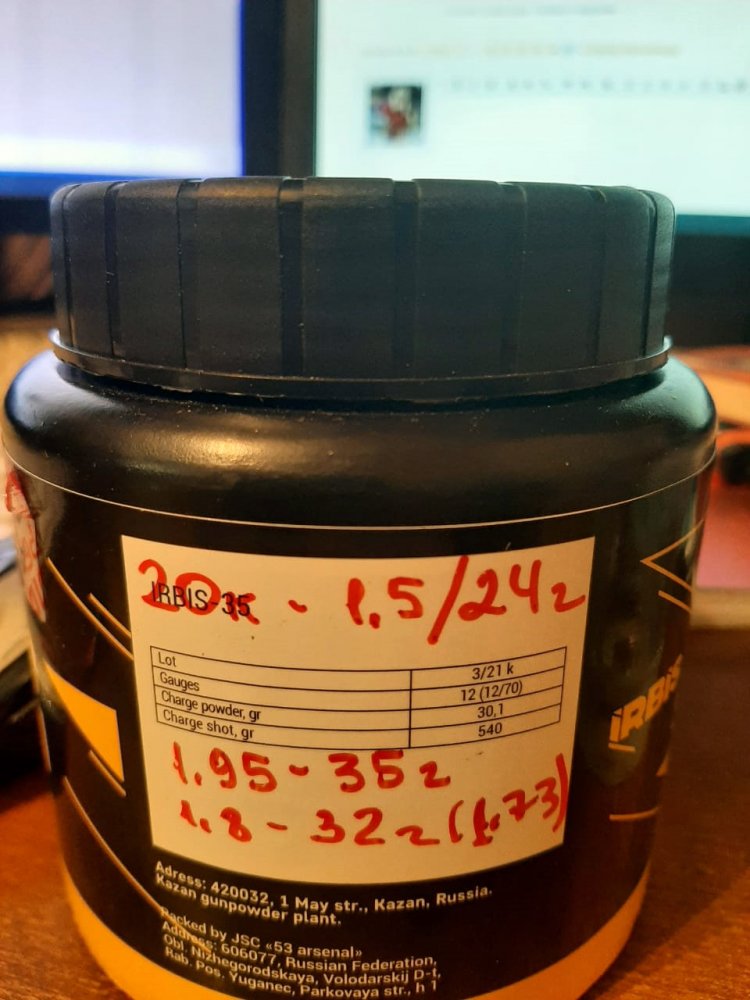 IRBIS-35
20к - 1,5/24г
Lot 3/21 k
Gauges 12 (12/70)
Charge powder, gr 30,1
Charge shot, gr 540
1.95 - 35г
1.8 - 32г (1.73)
IRBIS
Adress: 420032, 1 May str., Kazan, Russia.
Kazan gunpowder plant.
Packed by JSC «53 arsenal»
Address: 606077, Russian Federation,
Obl. Nizhegorodskaya, Volodarskij D-t,
Rab. Pos. Yuganec, Parkovaya str., h 1